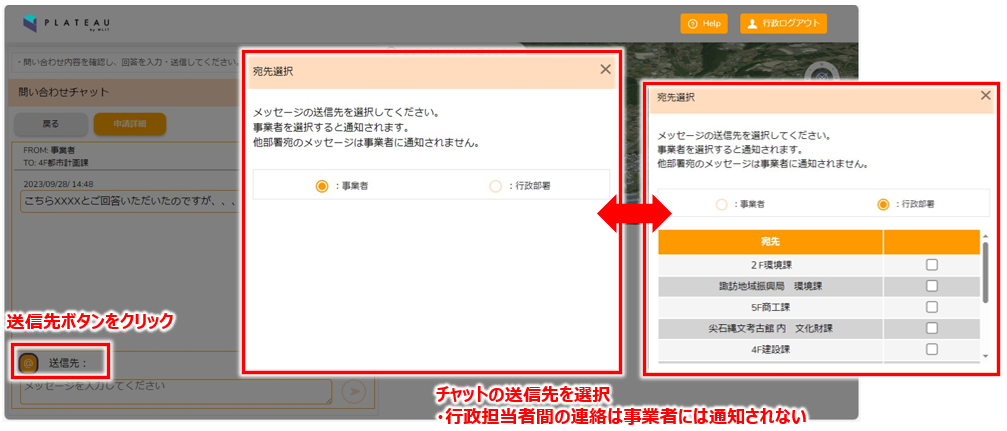 PLATEAU
by MLIT
Help
行政ログアウト
・問い合わせ内容を確認し、回答を入力・送信してください。
問い合わせチャット
戻る
申請詳細
FROM: 事業者
TO: 4F都市計画課
2023/09/28/ 14:48
こちらXXXXとご回答いただいたのですが、、、
送信先ボタンをクリック
@ 送信先：
メッセージを入力してください
宛先選択
メッセージの送信先を選択してください。
事業者を選択すると通知されます。
他部署宛のメッセージは事業者に通知されません。
：事業者 ：行政部署
宛先選択
メッセージの送信先を選択してください。
事業者を選択すると通知されます。
他部署宛のメッセージは事業者に通知されません。
：事業者 ：行政部署
宛先
２F環境課
諏訪地域振興局　環境課
5F商工課
尖石縄文考古館 内　文化財課
4F建設課
チャットの送信先を選択
・行政担当者間の連絡は事業者には通知されない